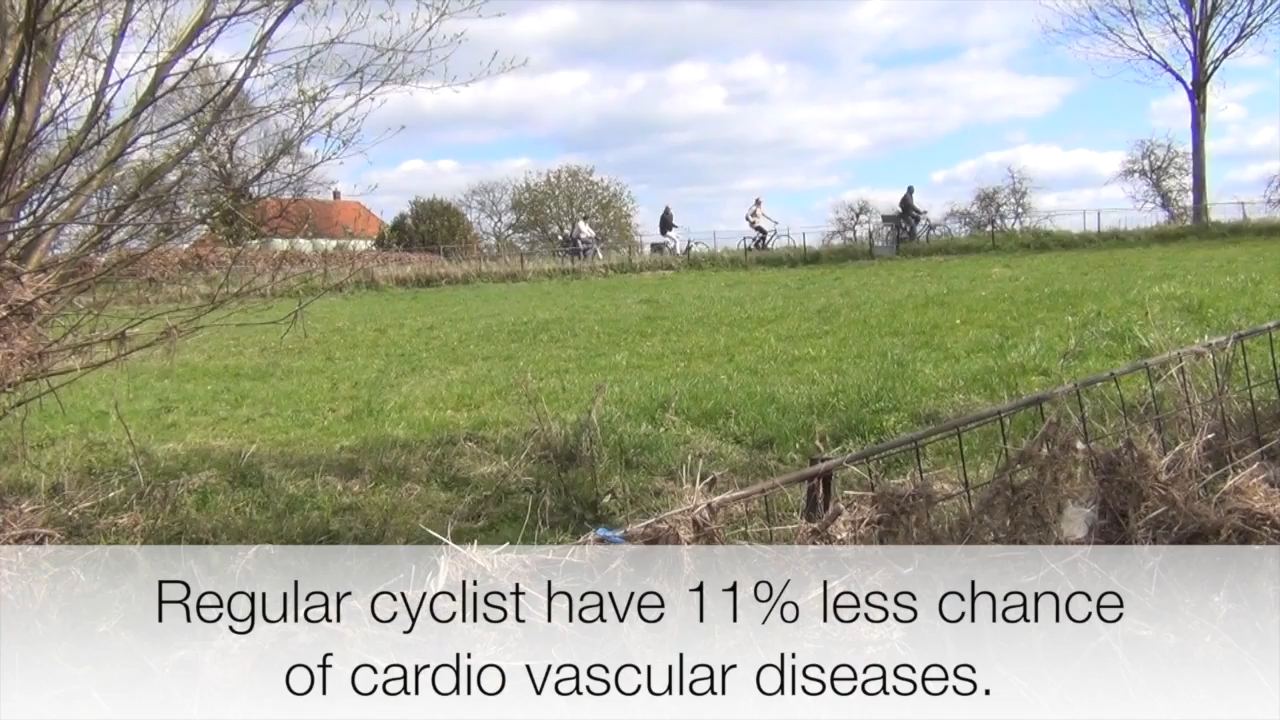 Regular cyclist have 11% less chance
of cardio vascular diseases.